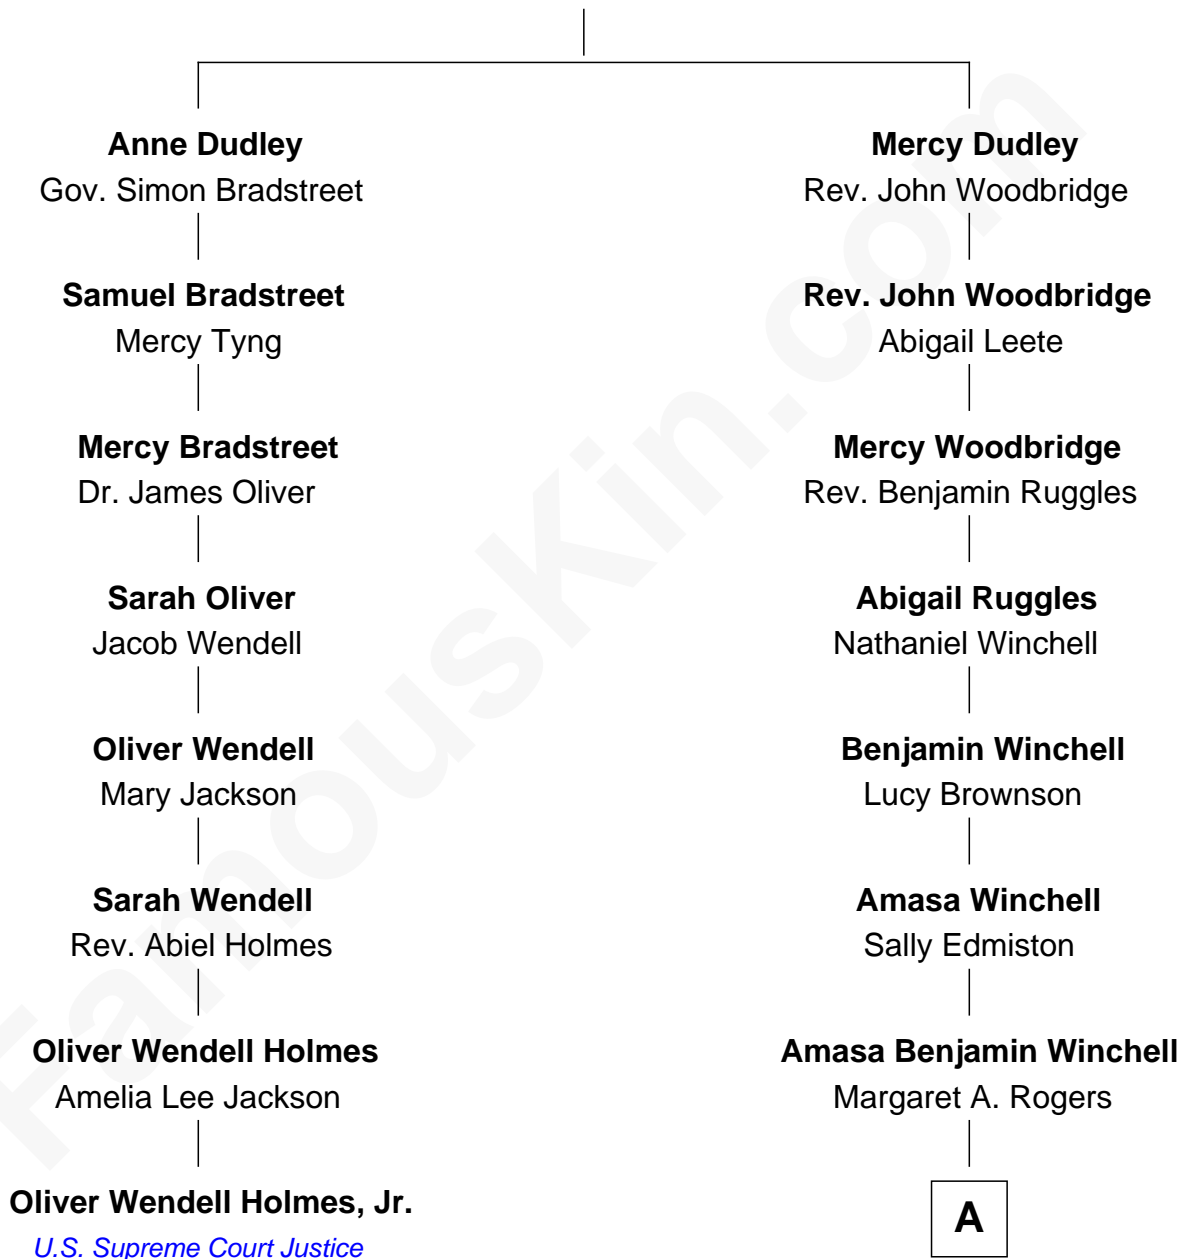 Anne Dudley
Gov. Simon Bradstreet
Mercy Dudley
Rev. John Woodbridge
Samuel Bradstreet
Mercy Tyng
Rev. John Woodbridge
Abigail Leete
Mercy Bradstreet
Dr. James Oliver
Mercy Woodbridge
Rev. Benjamin Ruggles
Sarah Oliver
Jacob Wendell
Abigail Ruggles
Nathaniel Winchell
Oliver Wendell
Mary Jackson
Benjamin Winchell
Lucy Brownson
Sarah Wendell
Rev. Abiel Holmes
Amasa Winchell
Sally Edmiston
Oliver Wendell Holmes
Amelia Lee Jackson
Amasa Benjamin Winchell
Margaret A. Rogers
Oliver Wendell Holmes, Jr.
U.S. Supreme Court Justice
A
FamousKin.com